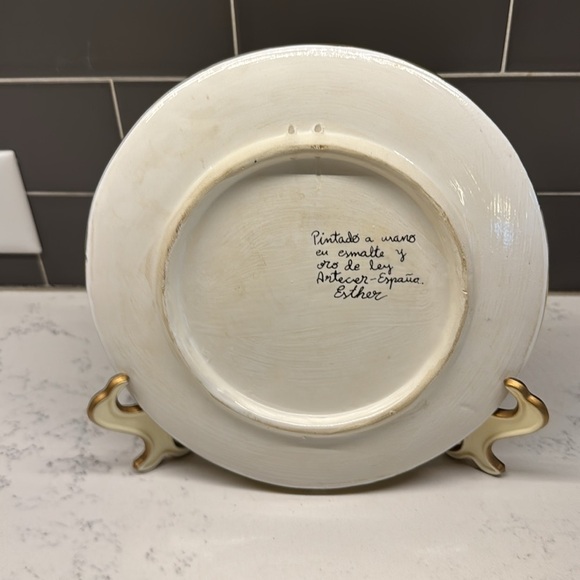 Pintado a mano
en esmalte y
oro de ley
Artecer-España.
Esther